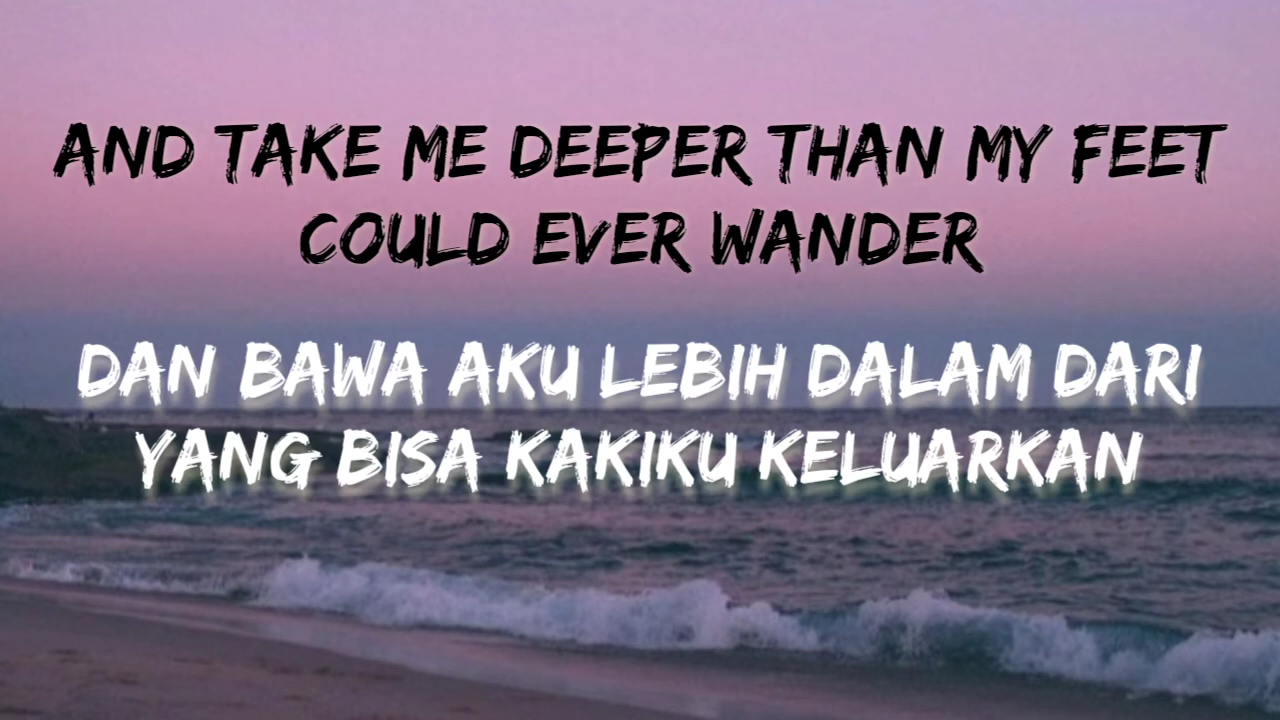 AND TAKE ME DEEPER THAN MY FEET
COULD EVER WANDER
DAN BAWA AKU LEBIH DALAM DARI
YANG BISA KAKIKU KELUARKAN